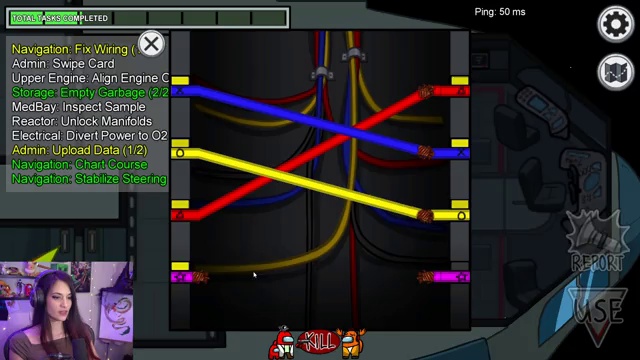 TOTAL TASKS COMPLETED
Ping: 50 ms
Navigation: Fix Wiring (
Admin: Swipe Card
Upper Engine: Align Engine O
Storage: Empty Garbage (2/2
MedBay: Inspect Sample
Reactor: Unlock Manifolds
Electrical: Divert Power to O2
Admin: Upload Data (1/2)
Navigation: Chart Course
Navigation: Stabilize Steering
REPORT
USE
KILL